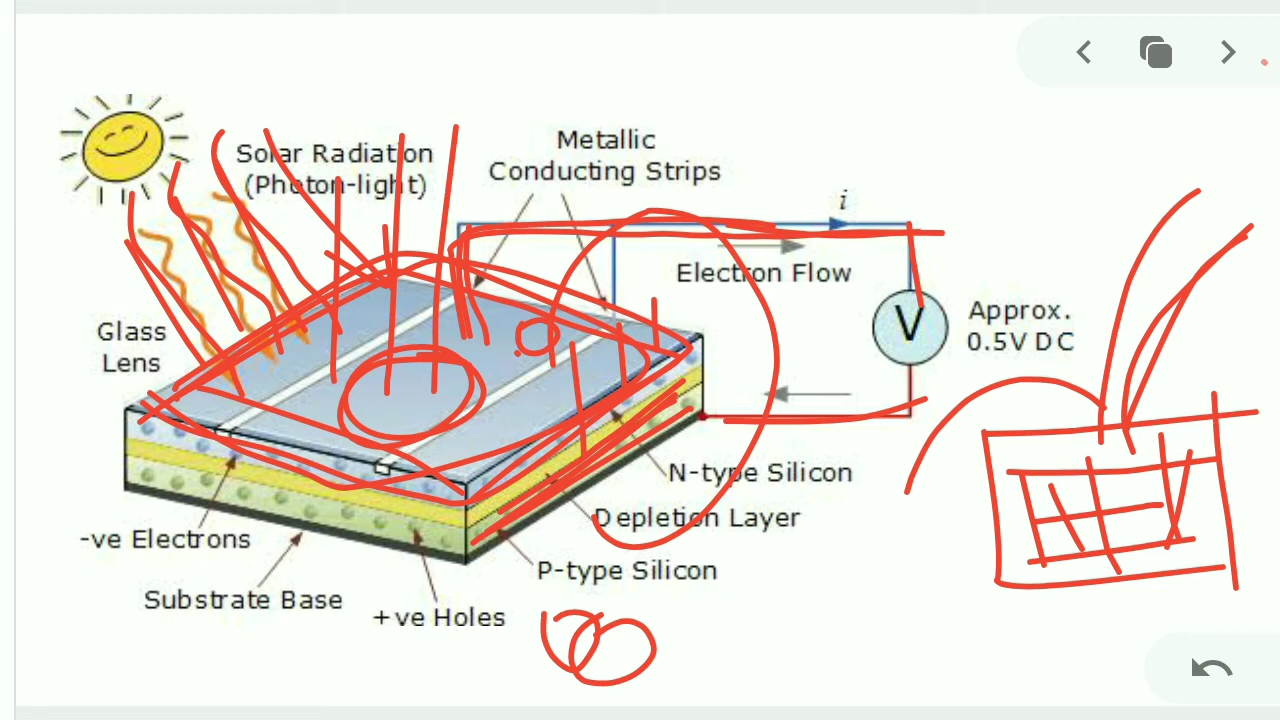 Solar Radiation
(Photon-light)
Metallic
Conducting Strips
i
Electron Flow
V
Approx.
0.5V DC
Glass
Lens
N-type Silicon
Depletion Layer
P-type Silicon
-ve Electrons
Substrate Base
+ve Holes